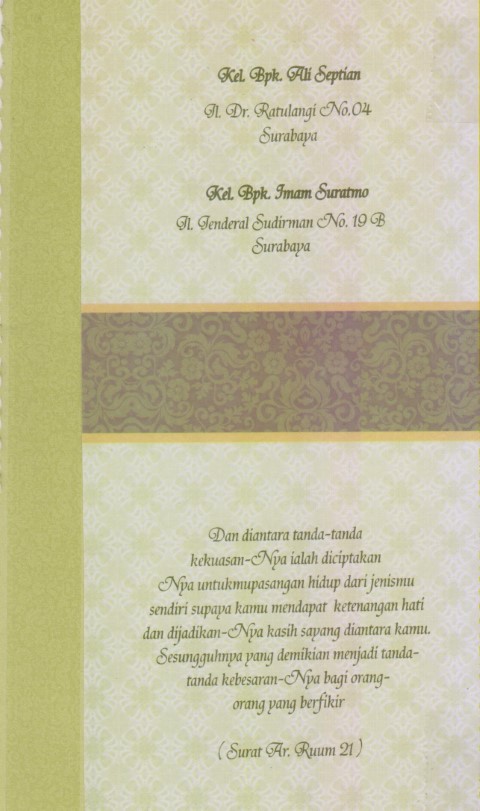 Kel. Bpk. Ali Septian
Jl. Dr. Ratulangi No.04
Surabaya
Kel. Bpk. Imam Suratmo
Jl. Jenderal Sudirman No. 19 B
Surabaya
Dan diantara tanda-tanda
kekuasan-Nya ialah diciptakan
Nya untukmupasangan hidup dari jenismu
sendiri supaya kamu mendapat ketenangan hati
dan dijadikan-Nya kasih sayang diantara kamu.
Sesungguhnya yang demikian menjadi tanda-
tanda kebesaran-Nya bagi orang-
orang yang berfikir
( Surat Ar. Ruum 21 )